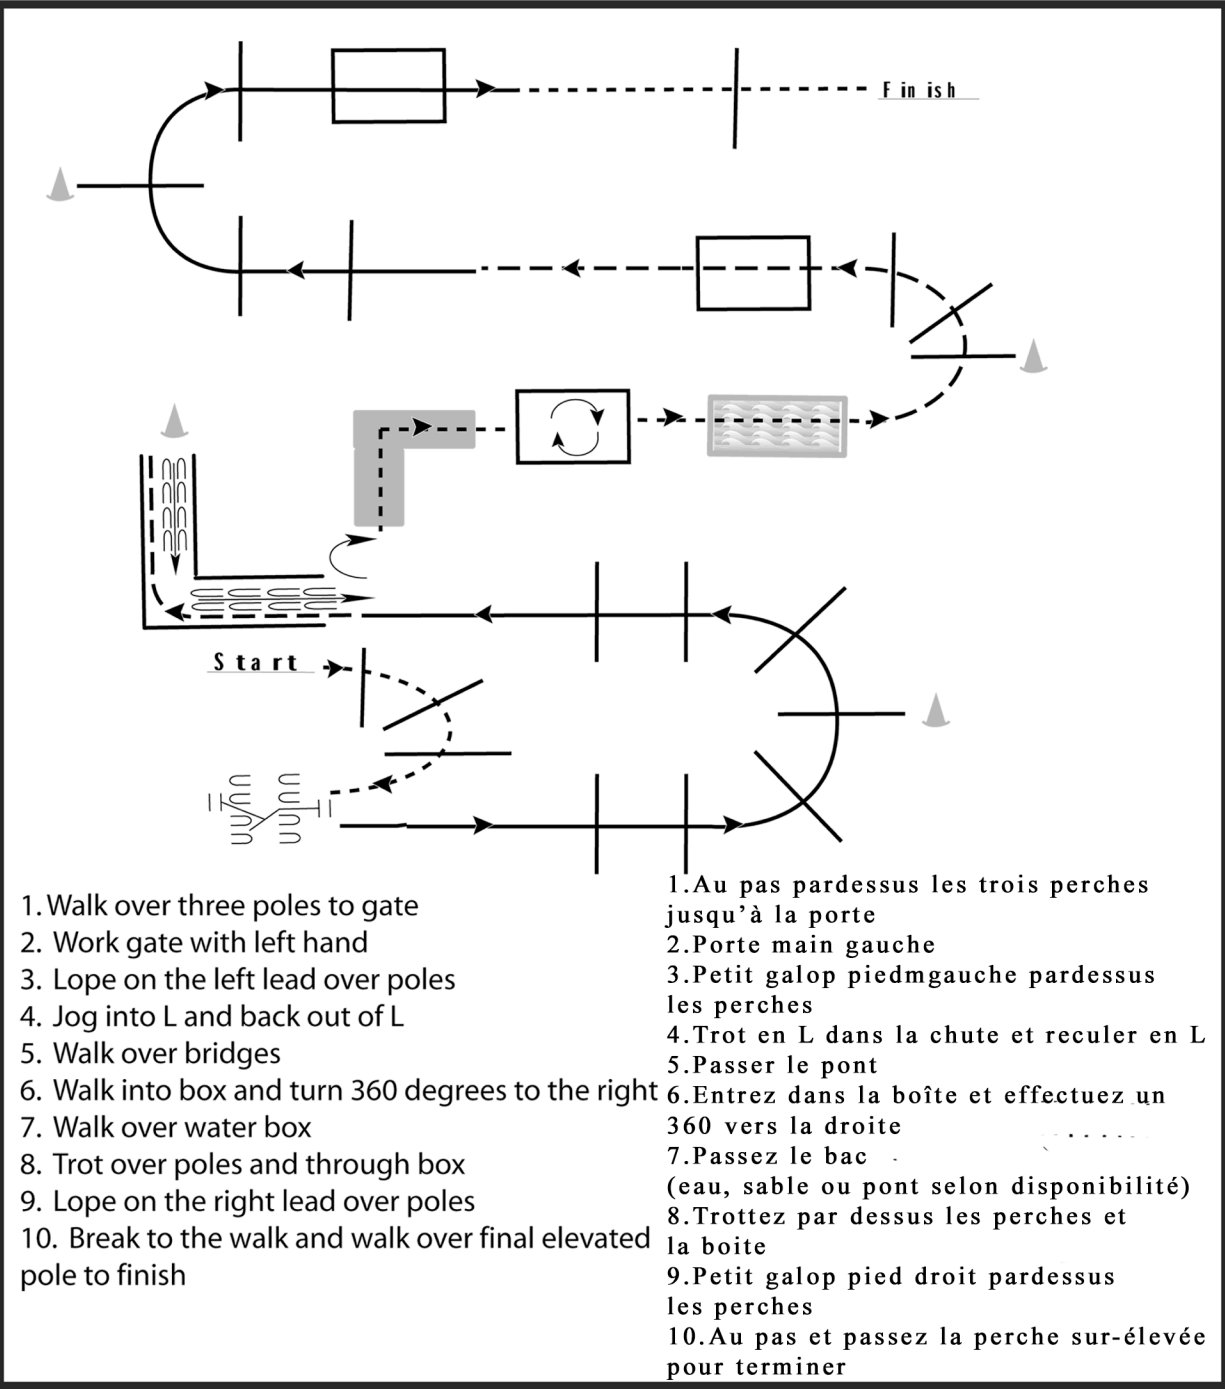 Finish
Start
1. Walk over three poles to gate
2. Work gate with left hand
3. Lope on the left lead over poles
4. Jog into L and back out of L
5. Walk over bridges
6. Walk into box and turn 360 degrees to the right
7. Walk over water box
8. Trot over poles and through box
9. Lope on the right lead over poles
10. Break to the walk and walk over final elevated
pole to finish
1.Au pas pardessus les trois perches
jusqu'à la porte
2.Porte main gauche
3.Petit galop piedmgauche pardessus
les perches
4.Trot en L dans la chute et reculer en L
5.Passer le pont
6.Entrez dans la boîte et effectuez un
360 vers la droite
7.Passez le bac
(eau, sable ou pont selon disponibilité)
8.Trottez par dessus les perches et
la boite
9.Petit galop pied droit pardessus
les perches
10.Au pas et passez la perche sur-élevée
pour terminer